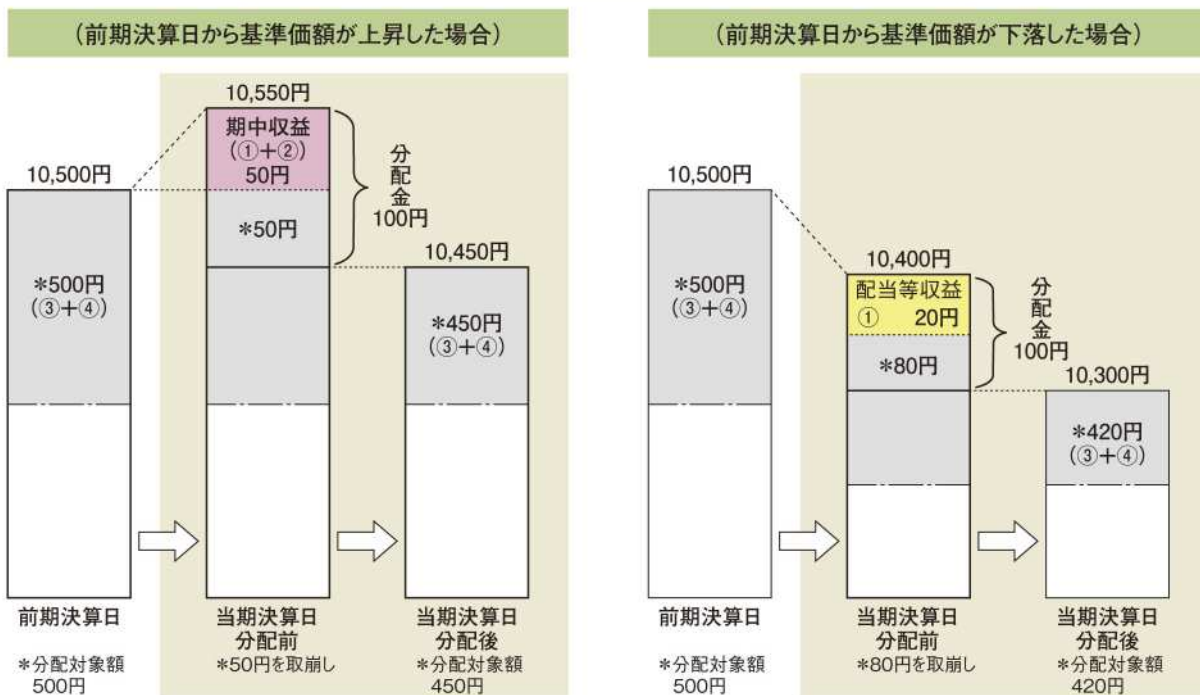 (前期決算日から基準価額が上昇した場合)
10,550円
期中収益
(①+②)
50円
*50円
分配金
100円
10,500円
*500円
(③+④)
10,450円
*450円
(③+④)
前期決算日
*分配対象額
500円
当期決算日
分配前
*50円を取崩し
当期決算日
分配後
*分配対象額
450円
(前期決算日から基準価額が下落した場合)
10,500円
*500円
(③+④)
10,400円
配当等収益
① 20円
*80円
分配金
100円
10,300円
*420円
(③+④)
前期決算日
*分配対象額
500円
当期決算日
分配前
*80円を取崩し
当期決算日
分配後
*分配対象額
420円